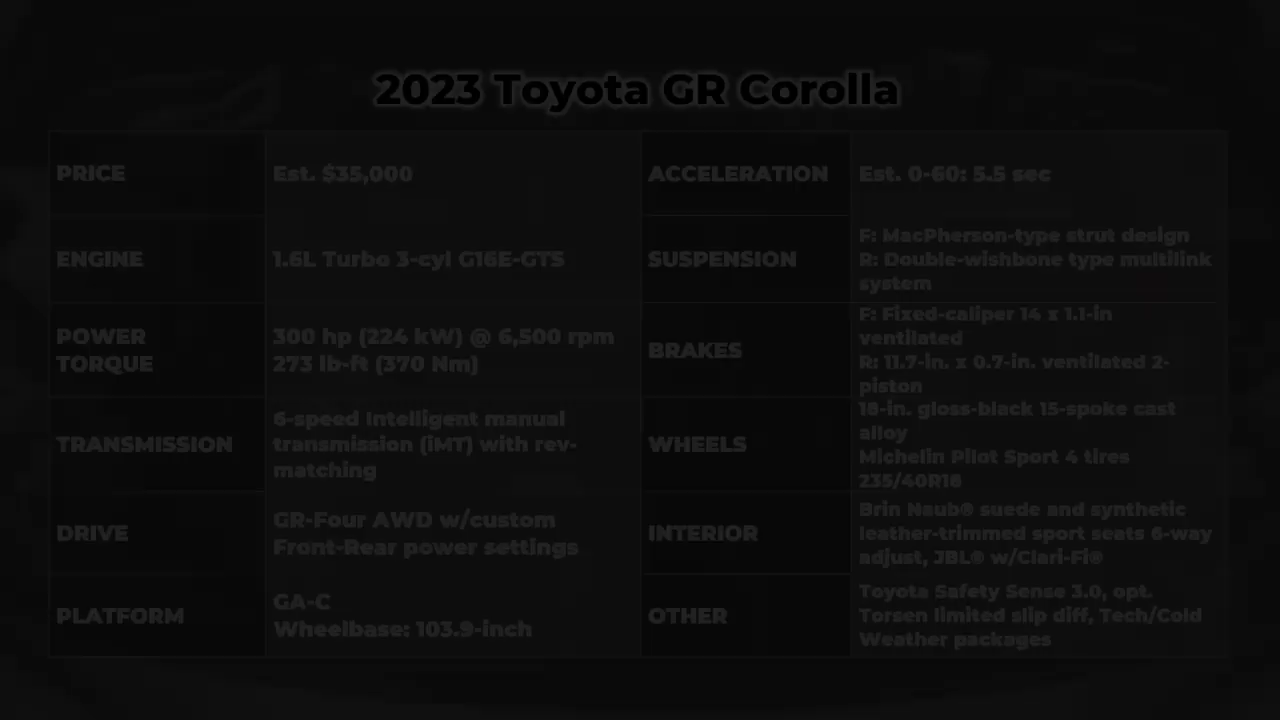 2023 Toyota GR Corolla
PRICE
Est. $35,000
ACCELERATION
Est. 0-60: 5.5 sec
ENGINE
1.6L Turbo 3-cyl G16E-GTS
SUSPENSION
F: MacPherson-type strut design
R: Double-wishbone type multilink
system
POWER
TORQUE
300 hp (224 kW) @ 6,500 rpm
273 lb-ft (370 Nm)
BRAKES
F: Fixed-caliper 14 x 1.1-in
ventilated
R: 11.7-in. x 0.7-in. ventilated 2-
piston
TRANSMISSION
6-speed Intelligent manual
transmission (iMT) with rev-
matching
WHEELS
18-in. gloss-black 15-spoke cast
alloy
Michelin Pilot Sport 4 tires
235/40R18
DRIVE
GR-Four AWD w/custom
Front-Rear power settings
INTERIOR
Brin Naub® suede and synthetic
leather-trimmed sport seats 6-way
adjust, JBL® w/Clari-Fi®
PLATFORM
GA-C
Wheelbase: 103.9-inch
OTHER
Toyota Safety Sense 3.0, opt.
Torsen limited slip diff, Tech/Cold
Weather packages